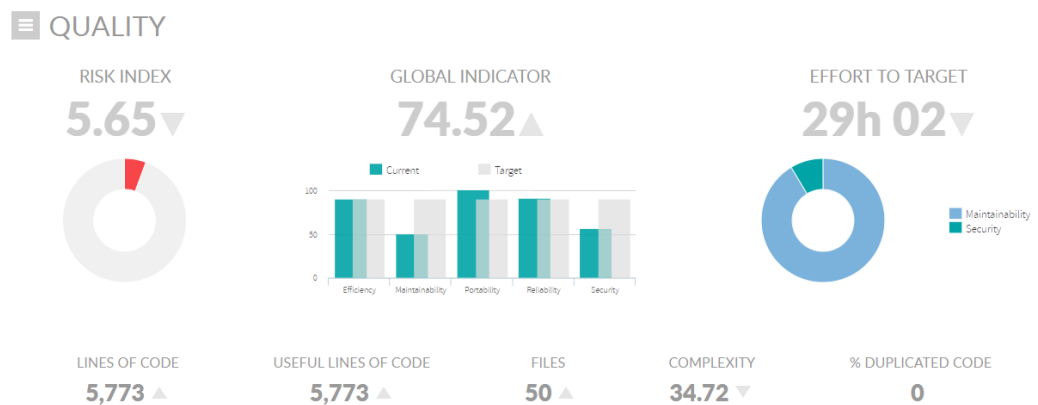 QUALITY
RISK INDEX
5.65
GLOBAL INDICATOR
74.52
EFFORT TO TARGET
29h 02
Current
Target
100
50
0
Efficiency
Maintainability
Portability
Reliability
Security
Maintainability
Security
LINES OF CODE
5,773
USEFUL LINES OF CODE
5,773
FILES
50
COMPLEXITY
34.72
% DUPLICATED CODE
0